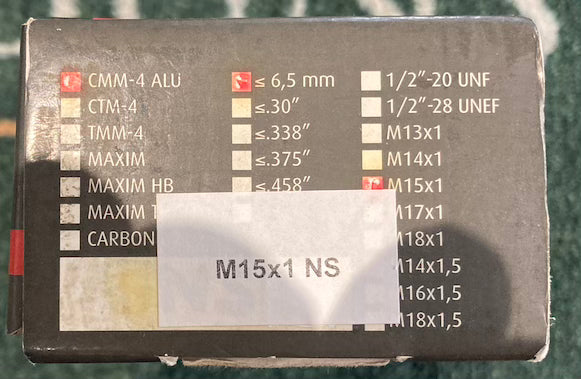 CMM-4 ALU
CTM-4
TMM-4
MAXIM
MAXIM HB
MAXIM
CARBON
≤ 6,5 mm
≤.30”
≤.338”
≤.375”
≤.458”
1/2”-20 UNF
1/2”-28 UNEF
M13x1
M14x1
M15x1
M17x1
M18x1
M14x1,5
M16x1,5
M18x1,5
M15x1 NS